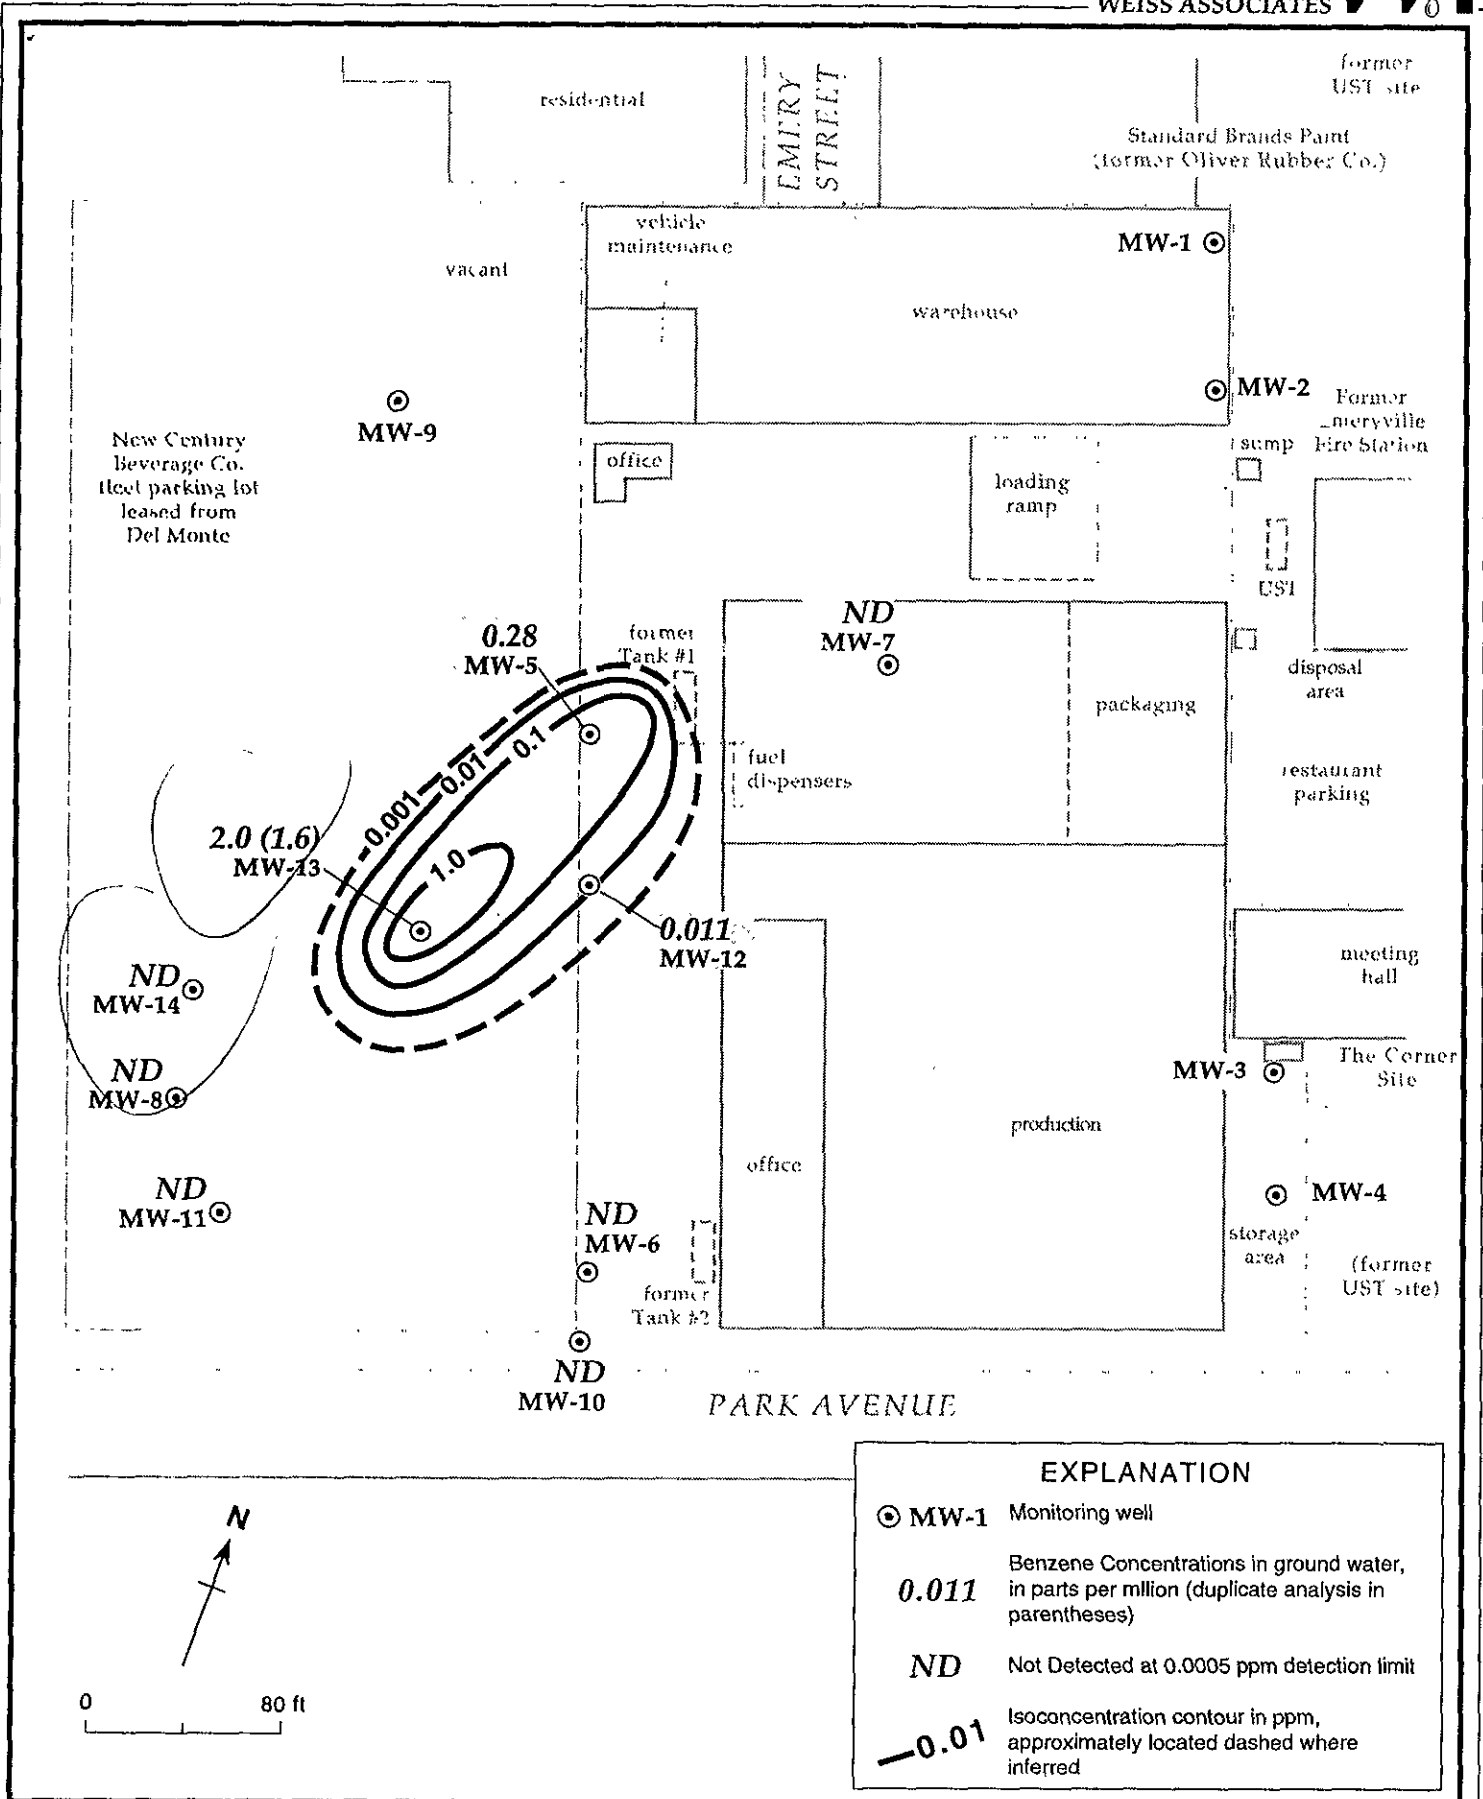 WEISS ASSOCIATES
former
UST site
residential
EMERY
STREET
Standard Brands Paint
(former Oliver Rubber Co.)
vehicle
maintenance
MW-1
vacant
warehouse
MW-2
MW-9
Former
Emeryville
Fire Station
sump
New Century
Beverage Co.
fleet parking lot
leased from
Del Monte
office
loading
ramp
UST
ND
MW-7
0.28
MW-5
former
Tank #1
disposal
area
packaging
fuel
dispensers
restaurant
parking
0.1
0.01
0.001
1.0
2.0 (1.6)
MW-13
0.011
MW-12
meeting
hall
ND
MW-14
ND
MW-8
MW-3
The Corner
Site
production
office
ND
MW-11
ND
MW-6
MW-4
storage
area
(former
UST site)
former
Tank #2
ND
MW-10
PARK AVENUE
N
0 80 ft
EXPLANATION
MW-1 Monitoring well
0.011 Benzene Concentrations in ground water,
in parts per mllion (duplicate analysis in
parentheses)
ND Not Detected at 0.0005 ppm detection limit
0.01 Isoconcentration contour in ppm,
approximately located dashed where
inferred